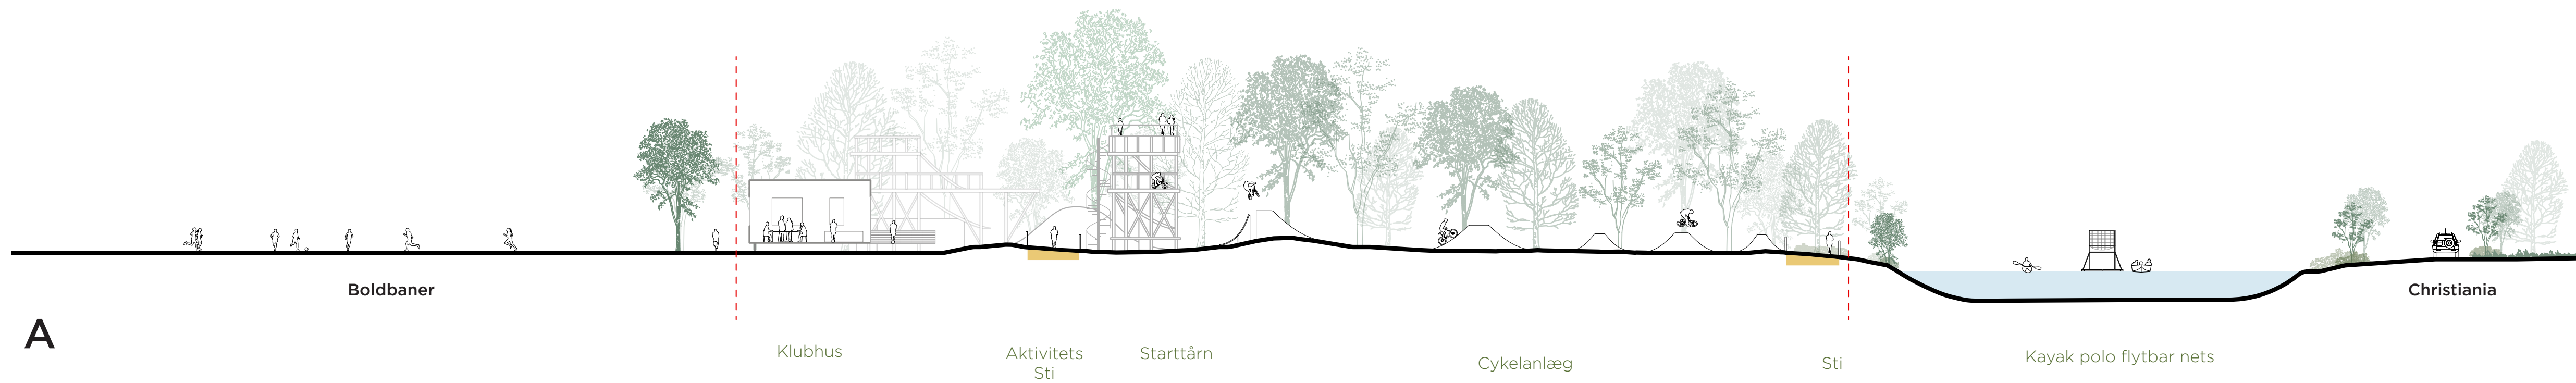 Boldbaner
Christiania
A
Klubhus
Aktivitets
Sti
Starttårn
Cykelanlæg
Sti
Kayak polo flytbar nets